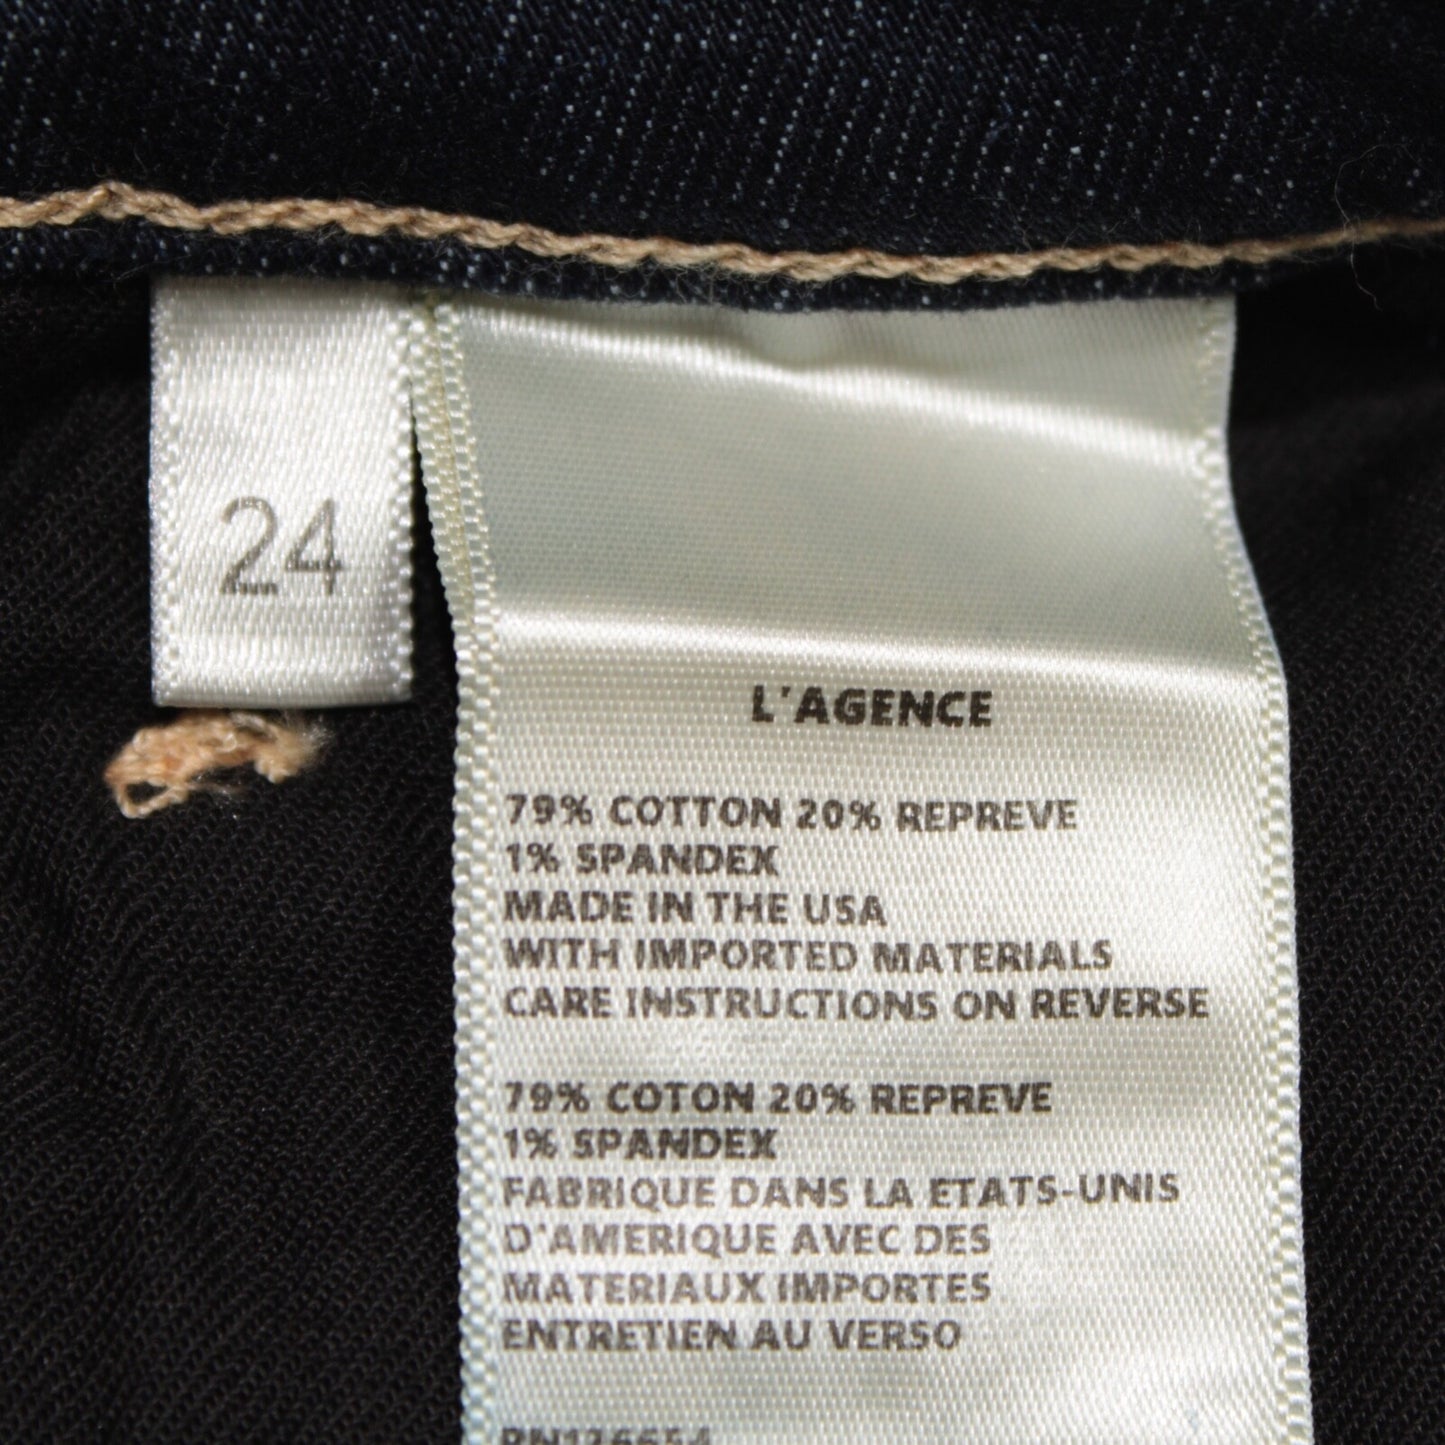 24
L'AGENCE
79% COTTON 20% REPREVE
1% SPANDEX
MADE IN THE USA
WITH IMPORTED MATERIALS
CARE INSTRUCTIONS ON REVERSE
79% COTON 20% REPREVE
1% SPANDEX
FABRIQUE DANS LA ETATS-UNIS
D'AMERIQUE AVEC DES
MATERIAUX IMPORTES
ENTRETIEN AU VERSO
RN126654